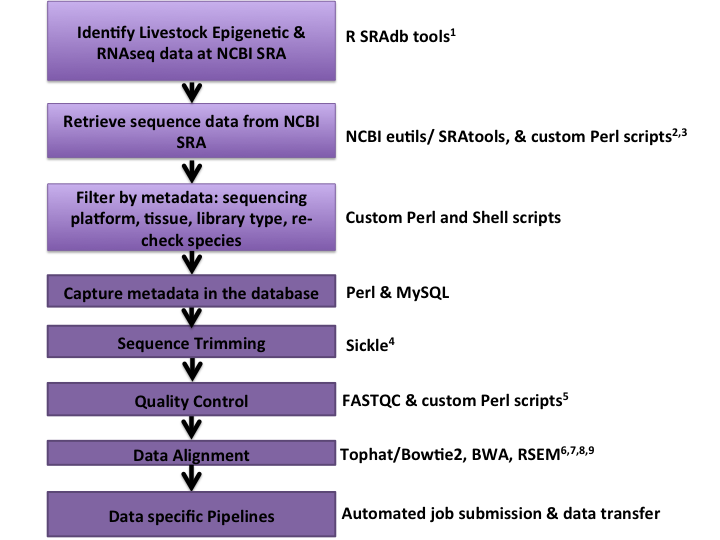 Identify Livestock Epigenetic &
RNAseq data at NCBI SRA
R SRAdb tools1
Retrieve sequence data from NCBI
SRA
NCBI eutils/ SRAtools, & custom Perl scripts2,3
Filter by metadata: sequencing
platform, tissue, library type, re-
check species
Custom Perl and Shell scripts
Capture metadata in the database
Perl & MySQL
Sequence Trimming
Sickle4
Quality Control
FASTQC & custom Perl scripts5
Data Alignment
Tophat/Bowtie2, BWA, RSEM6,7,8,9
Data specific Pipelines
Automated job submission & data transfer